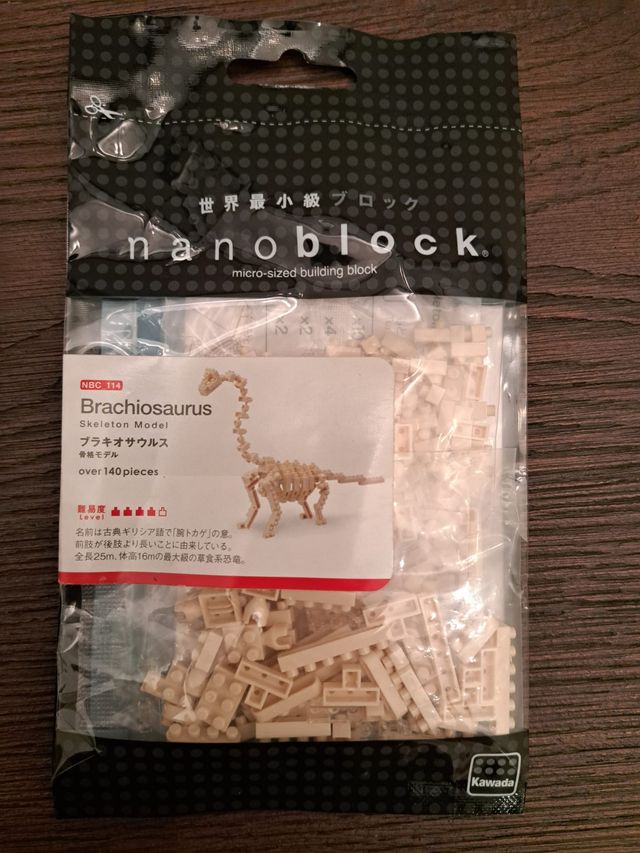 世界最小級ブロック
nanoblock®
micro-sized building block
×2
×2
×4
NBC_114
Brachiosaurus
Skeleton Model
ブラキオサウルス
骨格モデル
over 140 pieces
難易度
Level
名前は古典ギリシア語で「腕トカゲ」の意。
前肢が後肢より長いことに由来している。
全長25m、体高16mの最大級の草食系恐竜。
Kawada